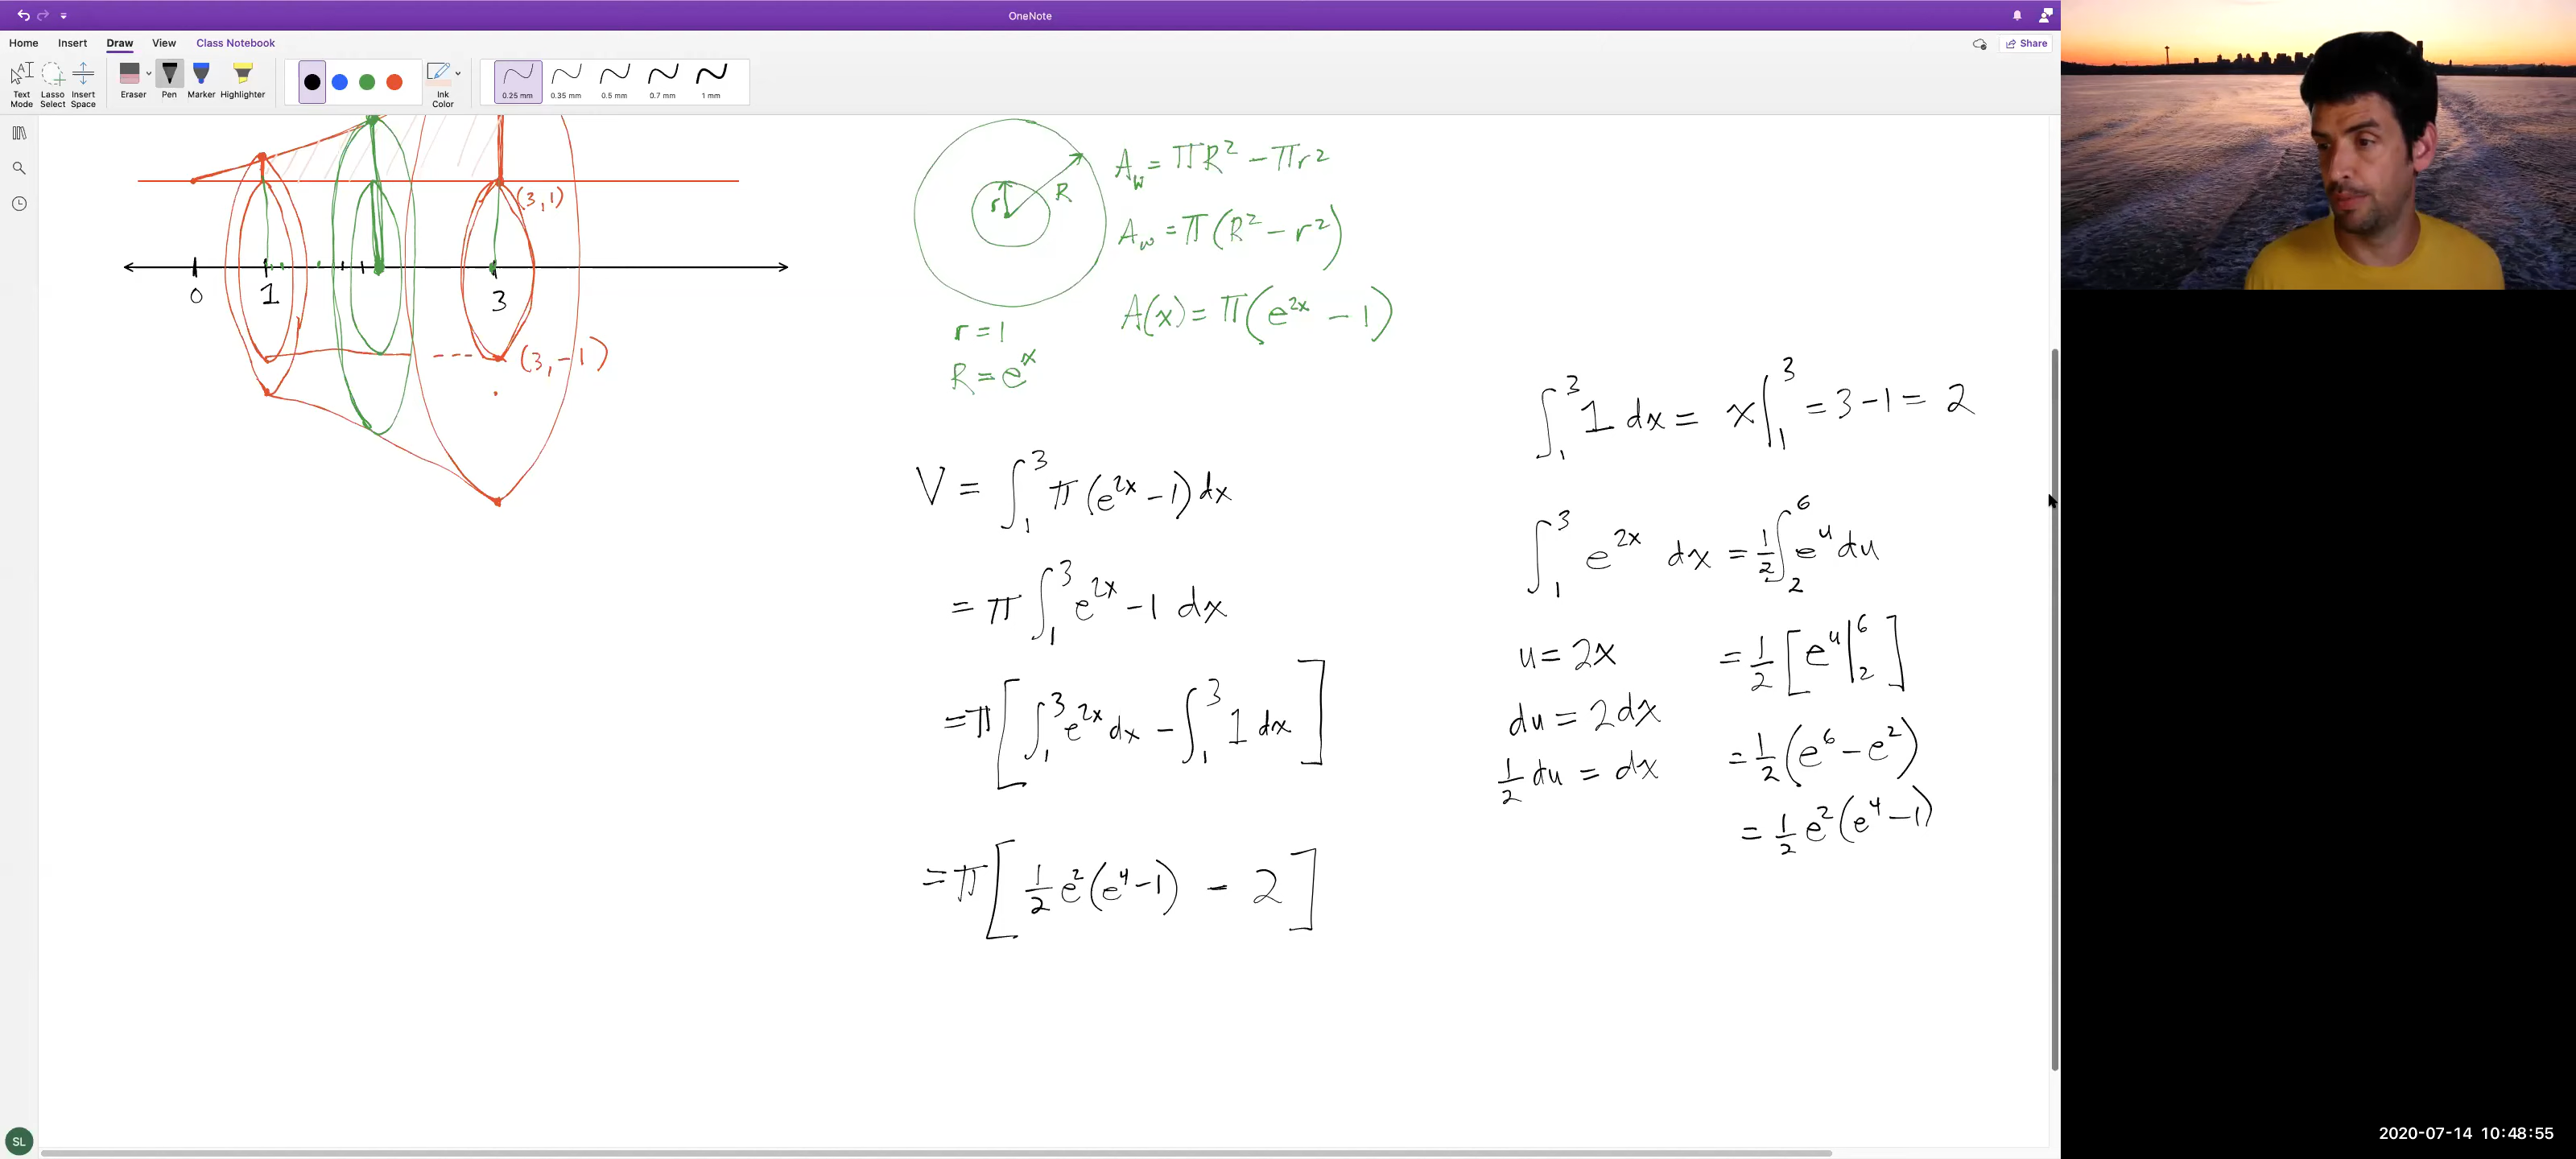 OneNote
Home Insert Draw View Class Notebook
Share
Text Mode
Lasso Select
Insert Space
Eraser
Pen
Marker
Highlighter
Ink Color
0.25 mm
0.35 mm
0.5 mm
0.7 mm
1 mm
(3,1)
0 1 3
(3,-1)
r R
A_w = πR² - πr²
A_w = π(R² - r²)
A(x) = π(e^{2x} - 1)
r = 1
R = e^x
V = ∫₁³ π(e^{2x} - 1) dx
= π ∫₁³ e^{2x} - 1 dx
= π[∫₁³ e^{2x} dx - ∫₁³ 1 dx]
= π[½ e²(e⁴-1) - 2]
∫₁³ 1 dx = x|₁³ = 3-1 = 2
∫₁³ e^{2x} dx = ½ ∫₂⁶ e^u du
u = 2x
du = 2dx
½ du = dx
= ½ [e^u|₂⁶]
= ½ (e⁶ - e²)
= ½ e²(e⁴-1)
SL
2020-07-14 10:48:55